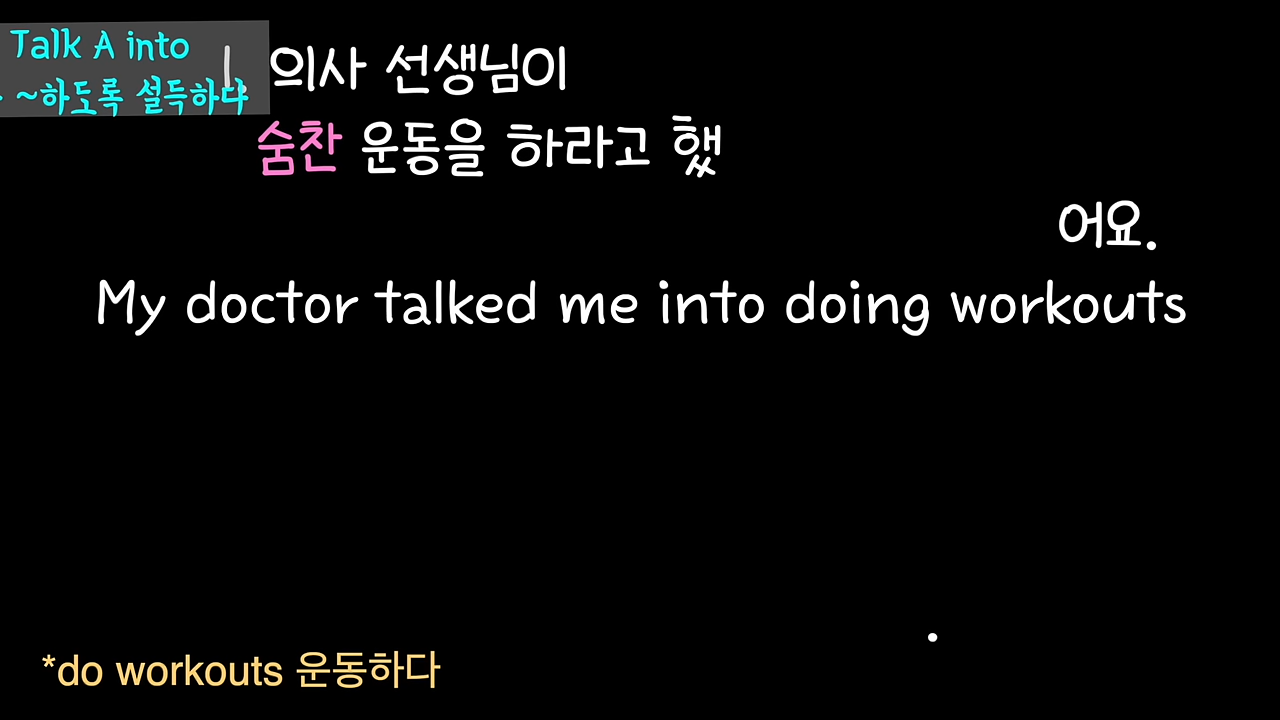 Talk A into
~하도록 설득하다
1. 의사 선생님이
숨찬 운동을 하라고 했
어요.
My doctor talked me into doing workouts
.
*do workouts 운동하다